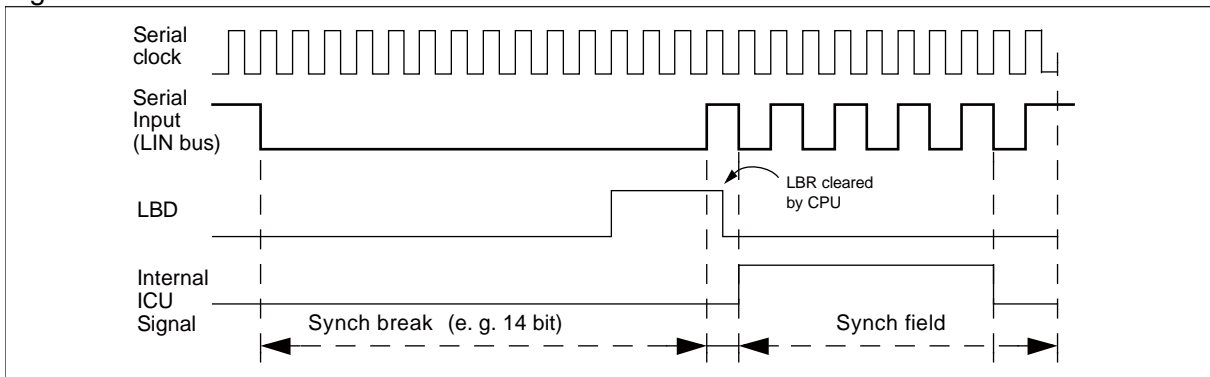 Serial
clock
Serial
Input
(LIN bus)
LBR cleared
by CPU
LBD
Internal
ICU
Signal
Synch break (e. g. 14 bit)
Synch field